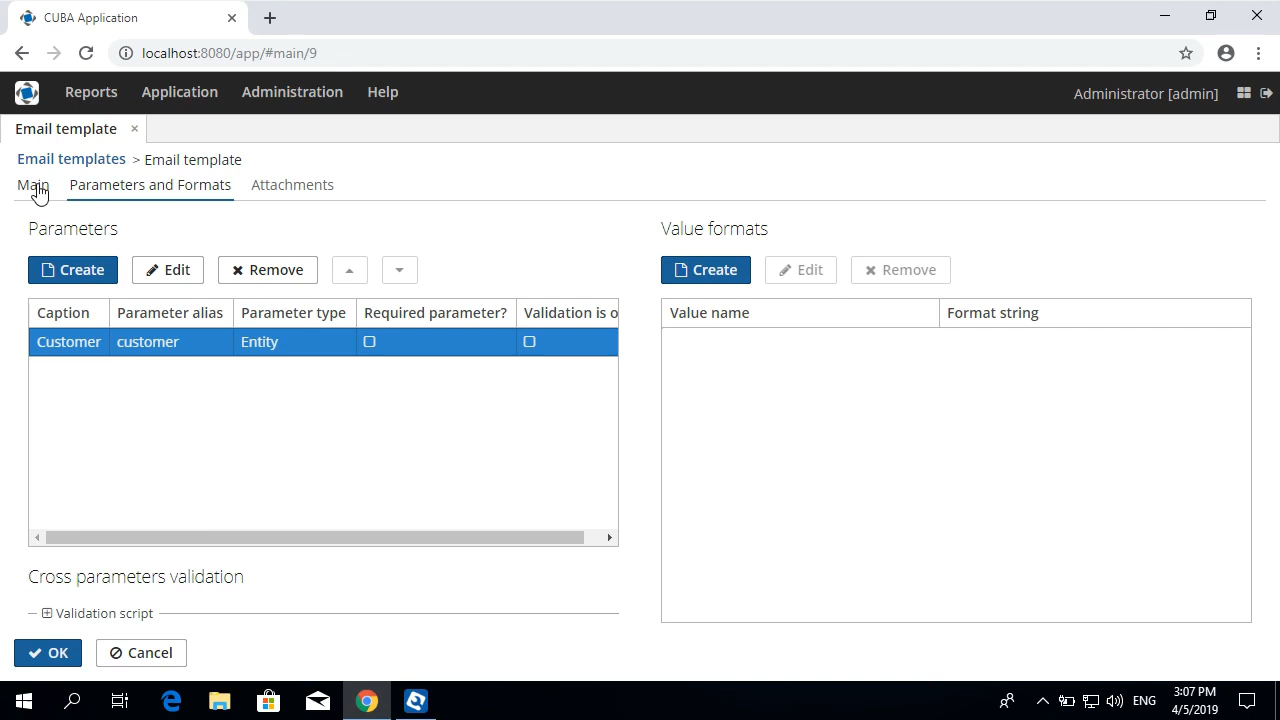 CUBA Application
localhost:8080/app/#main/9
Reports Application Administration Help Administrator [admin]
Email template
Email templates > Email template
Main Parameters and Formats Attachments
Parameters Value formats
Create Edit Remove Create Edit Remove
Caption Parameter alias Parameter type Required parameter? Validation is o Value name Format string
Customer customer Entity
Cross parameters validation
Validation script
OK Cancel
ENG 3:07 PM
4/5/2019